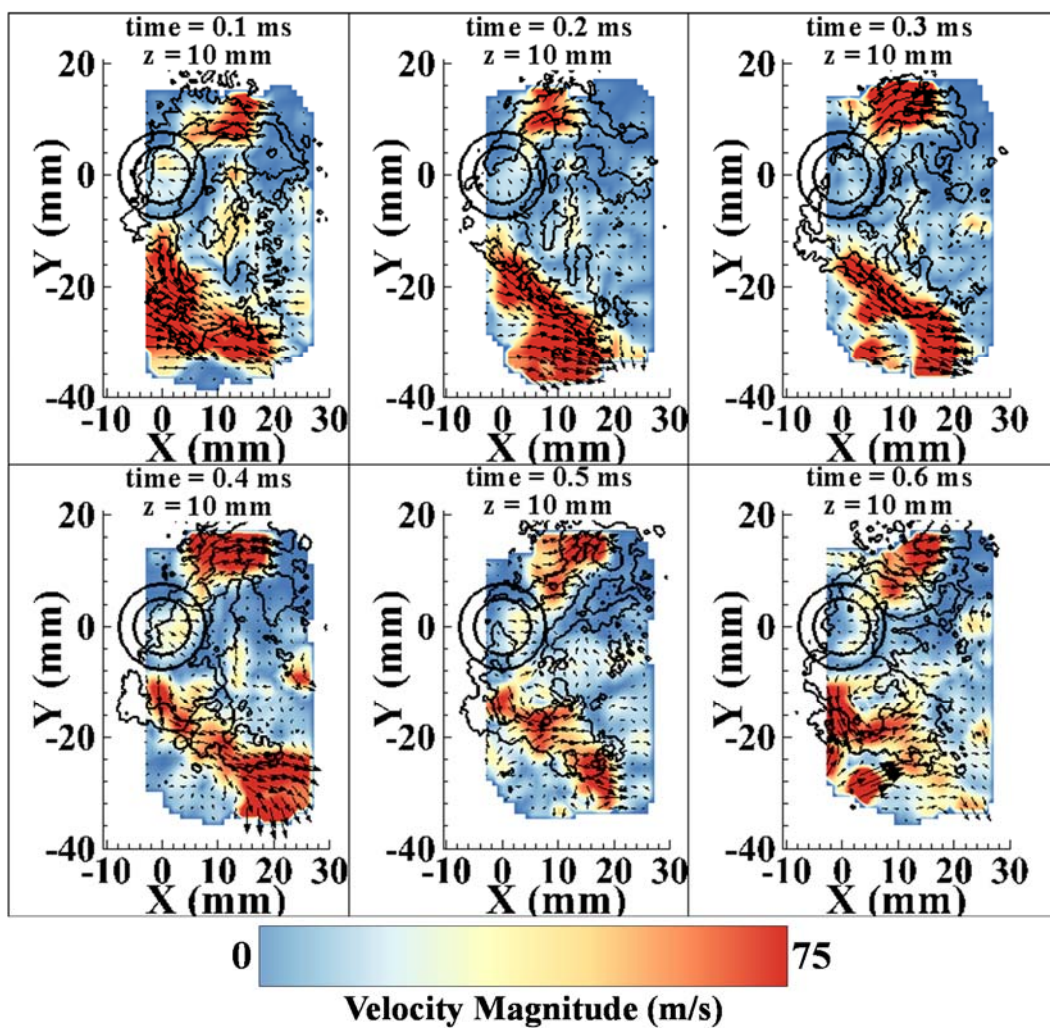 time = 0.1 ms
z = 10 mm
20
0
-20
-40
Y (mm)
-10 0 10 20 30
X (mm)
time = 0.2 ms
z = 10 mm
20
0
-20
-40
Y (mm)
-10 0 10 20 30
X (mm)
time = 0.3 ms
z = 10 mm
20
0
-20
-40
Y (mm)
-10 0 10 20 30
X (mm)
time = 0.4 ms
z = 10 mm
20
0
-20
-40
Y (mm)
-10 0 10 20 30
X (mm)
time = 0.5 ms
z = 10 mm
20
0
-20
-40
Y (mm)
-10 0 10 20 30
X (mm)
time = 0.6 ms
z = 10 mm
20
0
-20
-40
Y (mm)
-10 0 10 20 30
X (mm)
0 75
Velocity Magnitude (m/s)